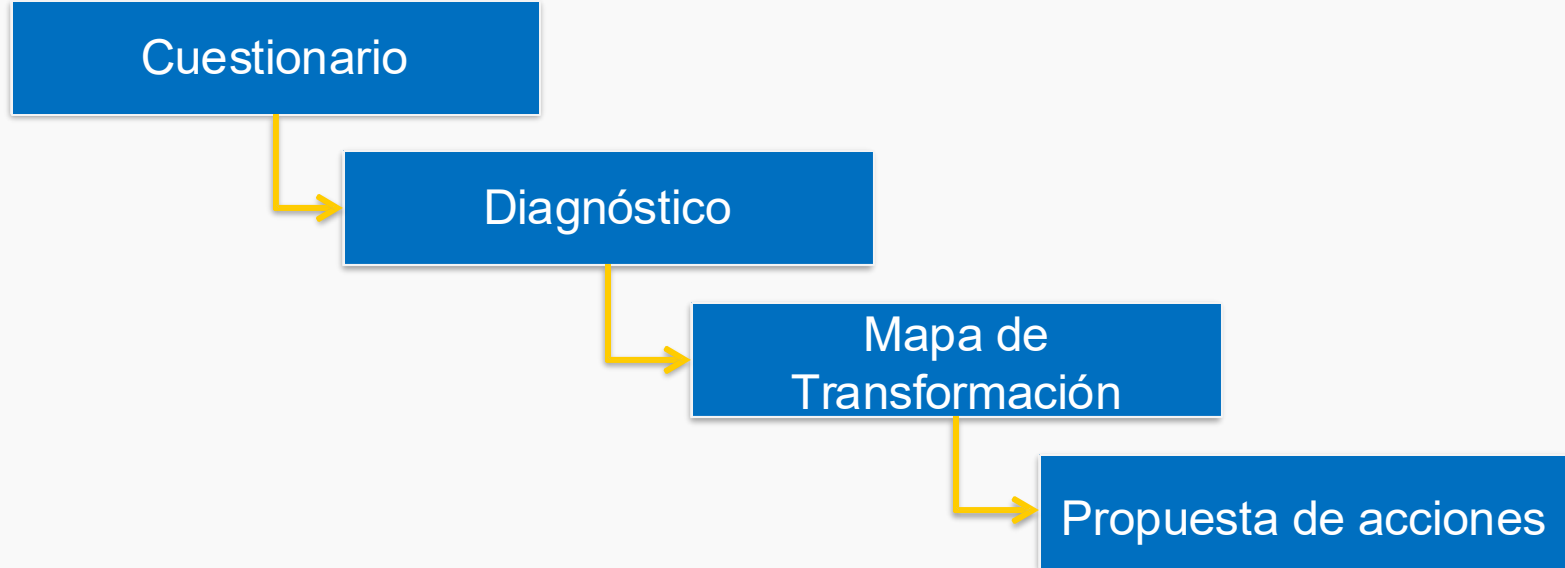 Cuestionario
Diagnóstico
Mapa de
Transformación
Propuesta de acciones